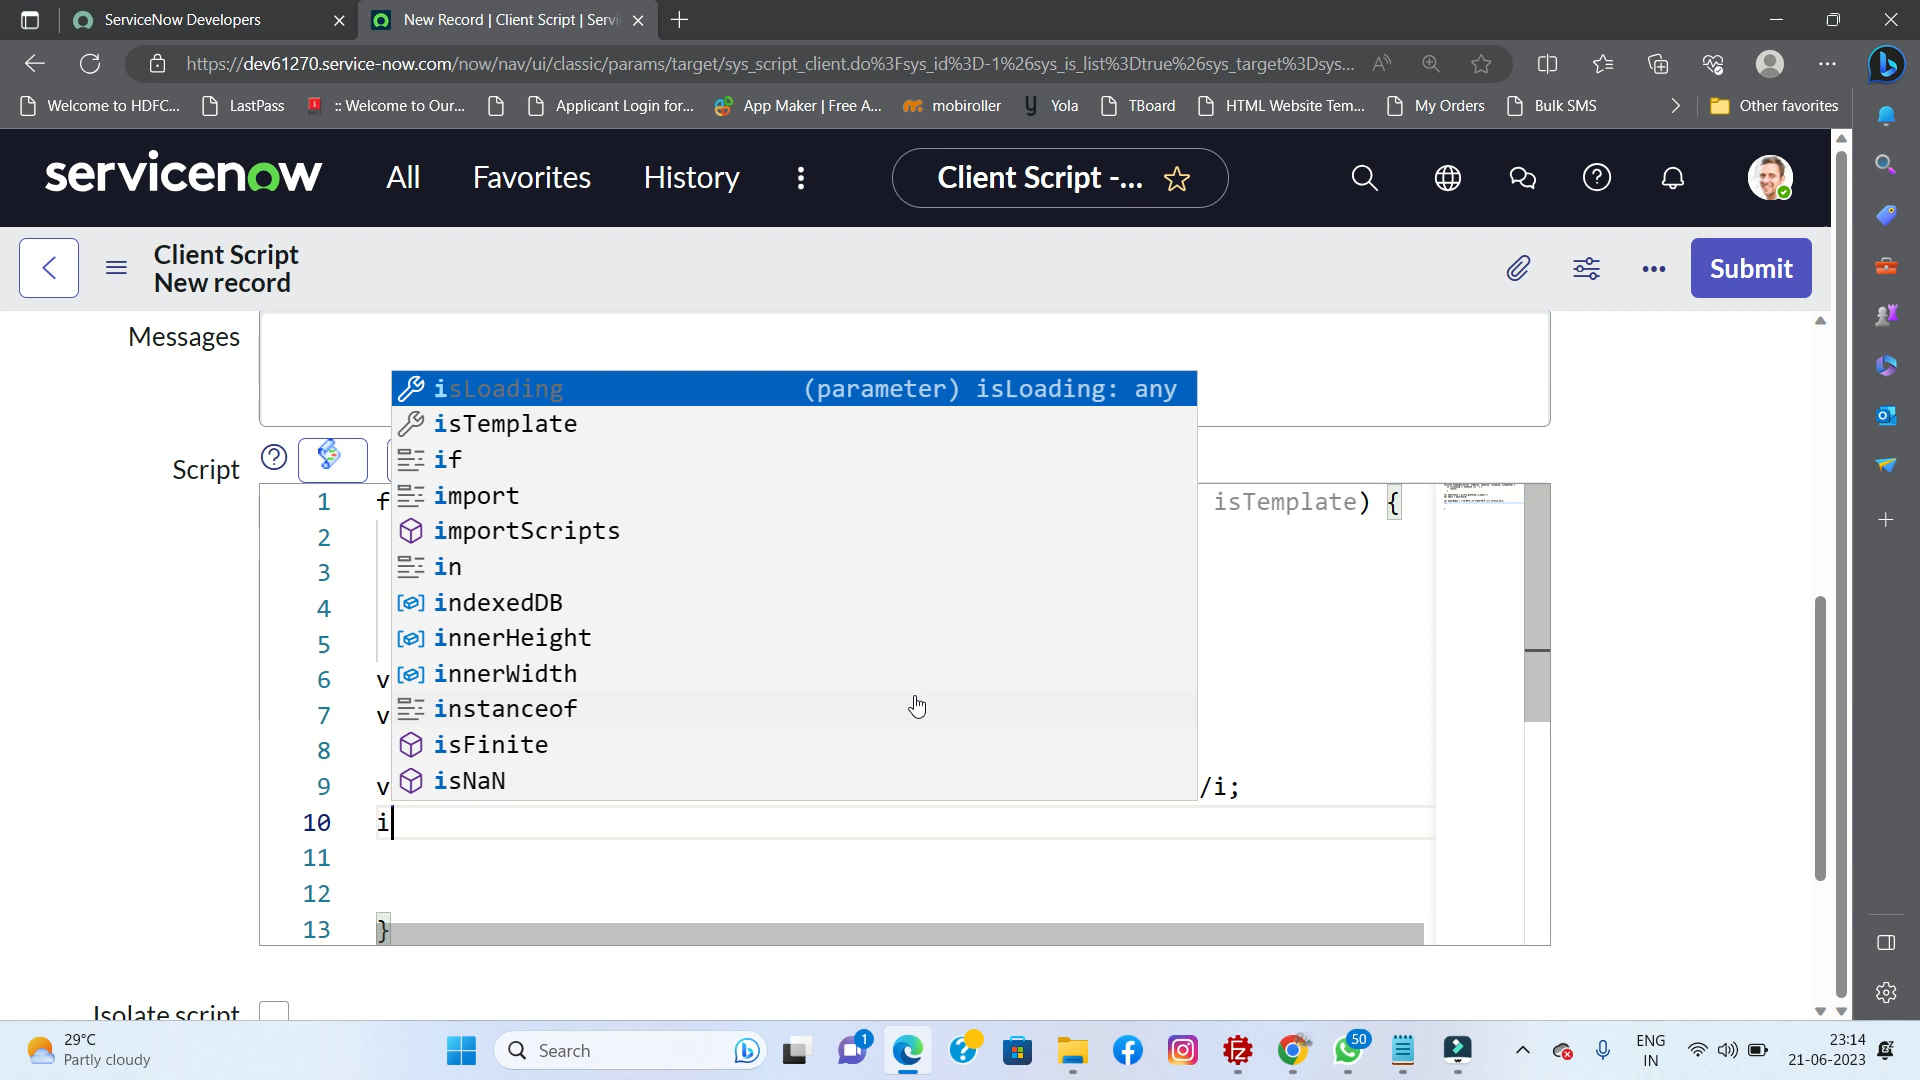 ServiceNow Developers
New Record | Client Script | Servi
https://dev61270.service-now.com/now/nav/ui/classic/params/target/sys_script_client.do%3Fsys_id%3D-1%26sys_is_list%3Dtrue%26sys_target%3Dsys...
Welcome to HDFC... LastPass :: Welcome to Our... Applicant Login for... App Maker | Free A... mobiroller Yola TBoard HTML Website Tem... My Orders Bulk SMS Other favorites
servicenow All Favorites History Client Script -...
Client Script
New record
Submit
Messages
isLoading (parameter) isLoading: any
isTemplate
if
import
importScripts
in
indexedDB
innerHeight
innerWidth
instanceof
isFinite
isNaN
Script
1 f isTemplate) {
2
3
4
5
6 v
7 v
8
9 v /i;
10 i
11
12
13 }
Isolate script
29°C
Partly cloudy
Search
1
50
ENG
IN
23:14
21-06-2023